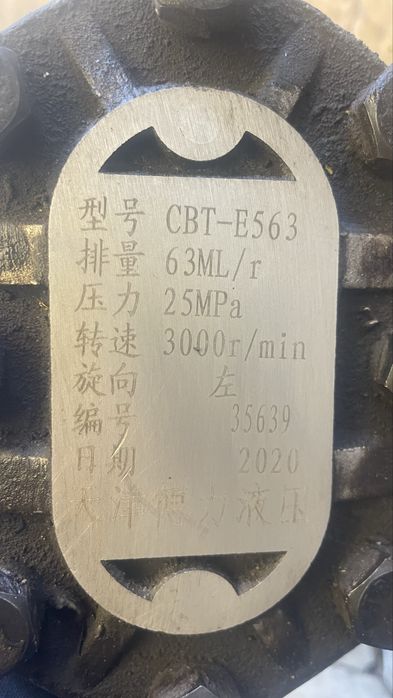 型号 CBT-E563
排量 63ML/r
压力 25MPa
转速 3000r/min
旋向 左
编号 35639
日期 2020
天津德力液压